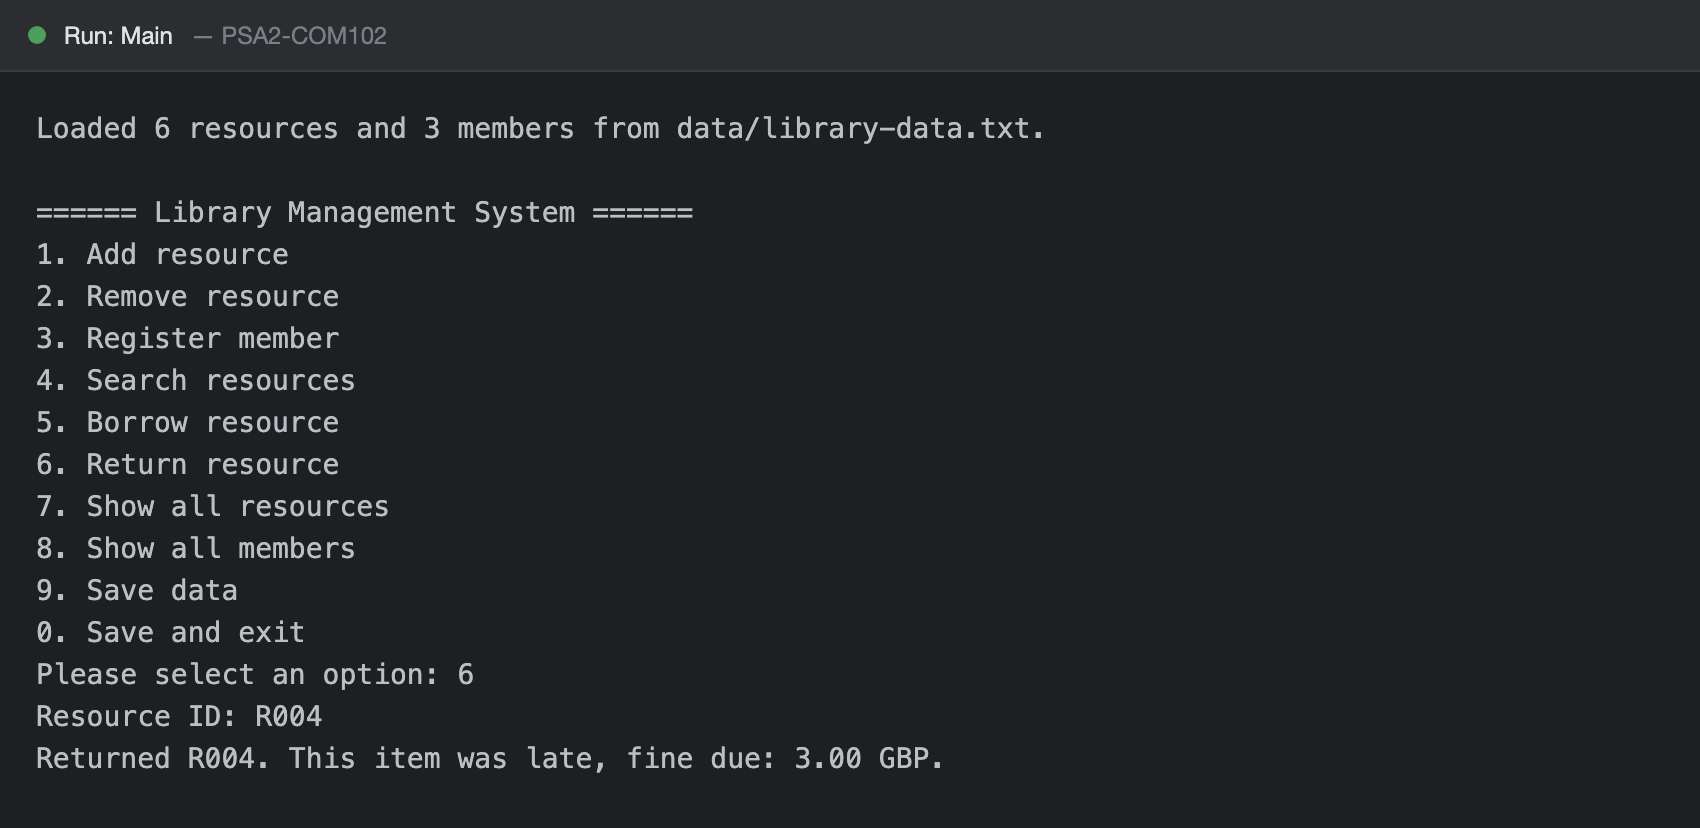 Run: Main — PSA2-COM102
Loaded 6 resources and 3 members from data/library-data.txt.
====== Library Management System ======
1. Add resource
2. Remove resource
3. Register member
4. Search resources
5. Borrow resource
6. Return resource
7. Show all resources
8. Show all members
9. Save data
0. Save and exit
Please select an option: 6
Resource ID: R004
Returned R004. This item was late, fine due: 3.00 GBP.